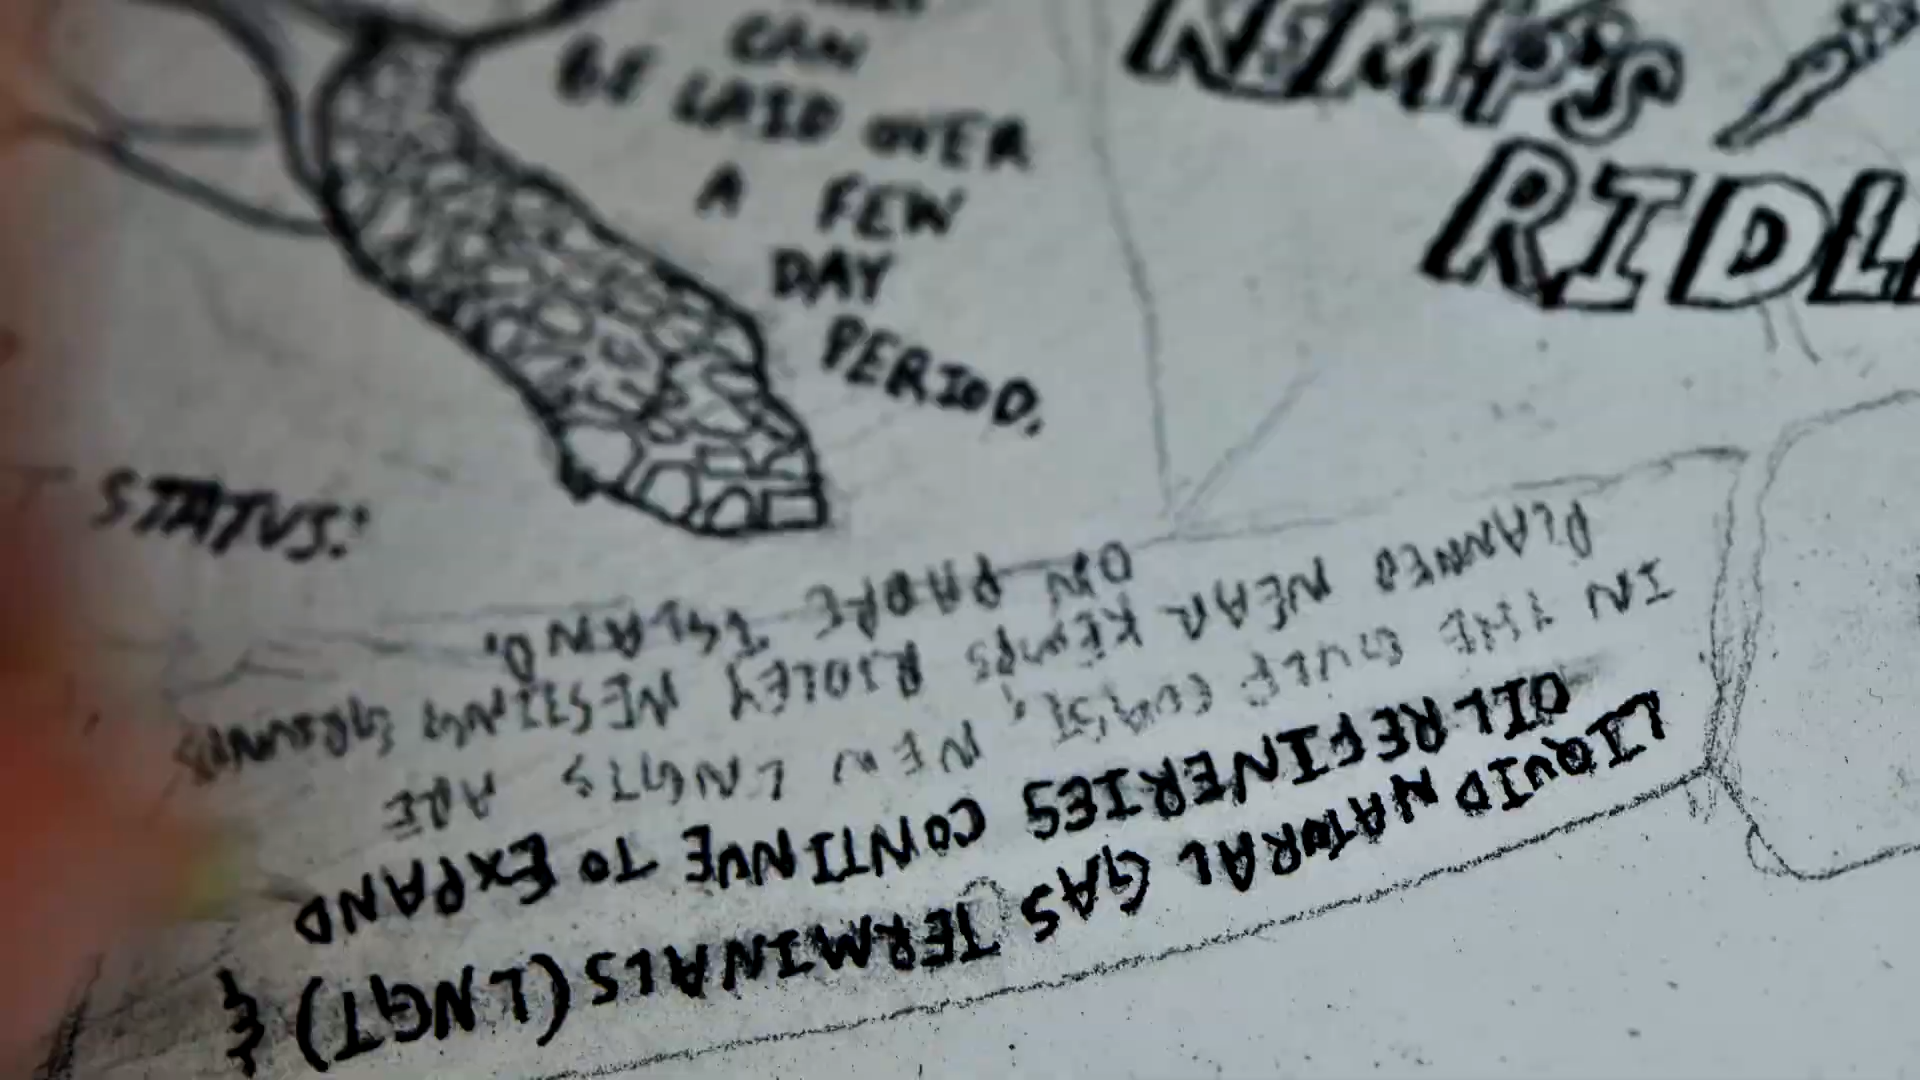 CAN
BE LAID OVER
A FEW
DAY
PERIOD.
KEMP'S
RIDL
STATUS:
LIQUID NATURAL GAS TERMINALS (LNGT) &
OIL REFINERIES CONTINUE TO EXPAND
IN THE GULF COAST, NEW LNGTS ARE
PLANNED NEAR KEMPS RIDLEY NESTING GROUNDS
ON PADRE ISLAND.